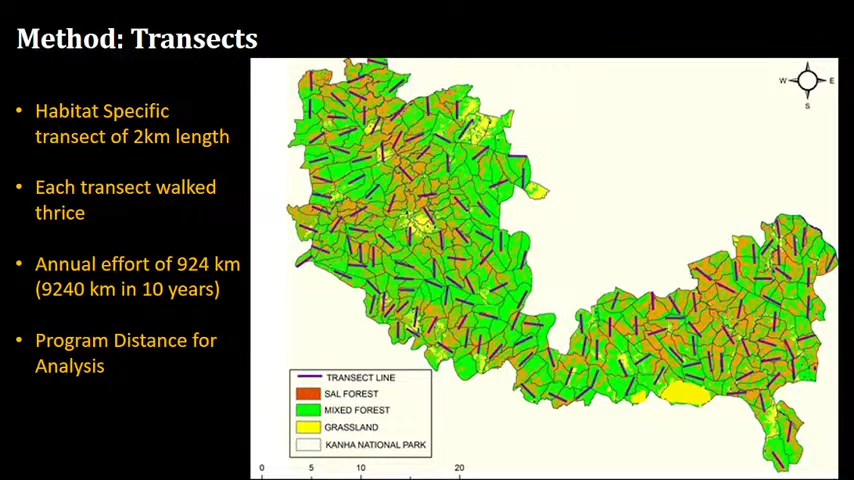 Method: Transects
• Habitat Specific
transect of 2km length
• Each transect walked
thrice
• Annual effort of 924 km
(9240 km in 10 years)
• Program Distance for
Analysis
W E
S
TRANSECT LINE
SAL FOREST
MIXED FOREST
GRASSLAND
KANHA NATIONAL PARK
0 5 10 20